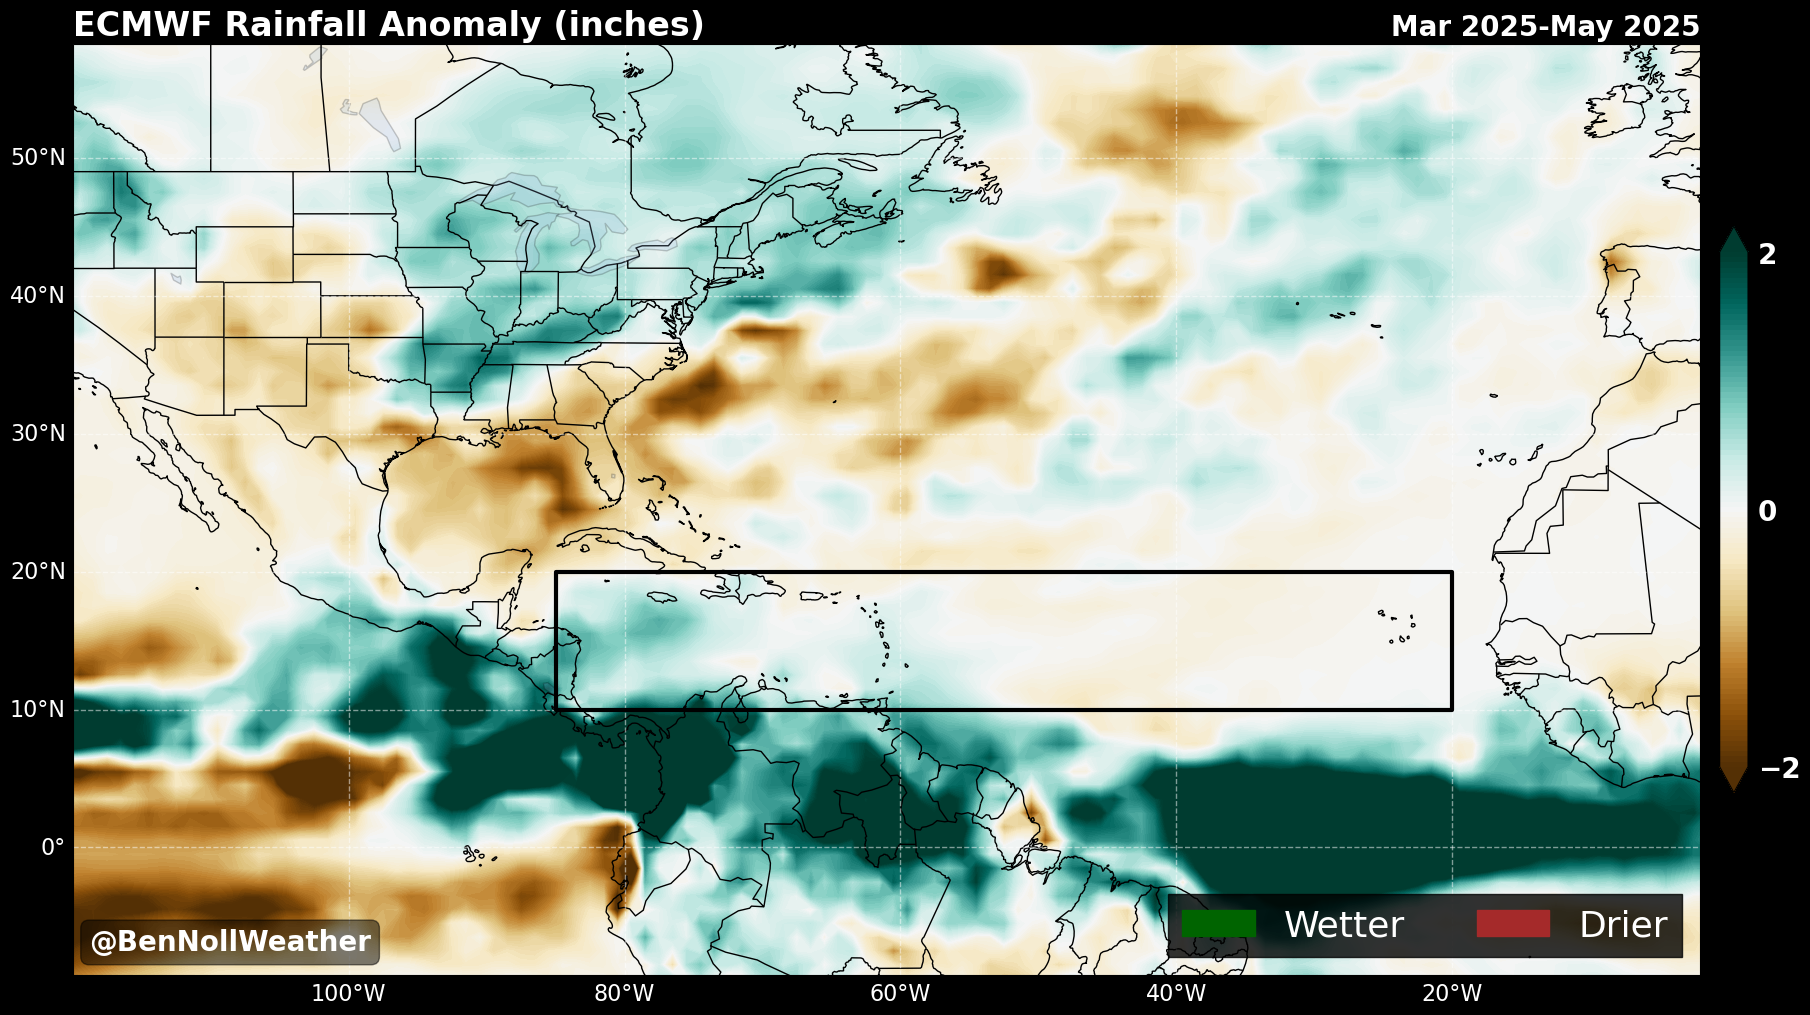 ECMWF Rainfall Anomaly (inches)
Mar 2025-May 2025
50°N
40°N
30°N
20°N
10°N
0°
2
0
−2
@BenNollWeather
Wetter
Drier
100°W
80°W
60°W
40°W
20°W